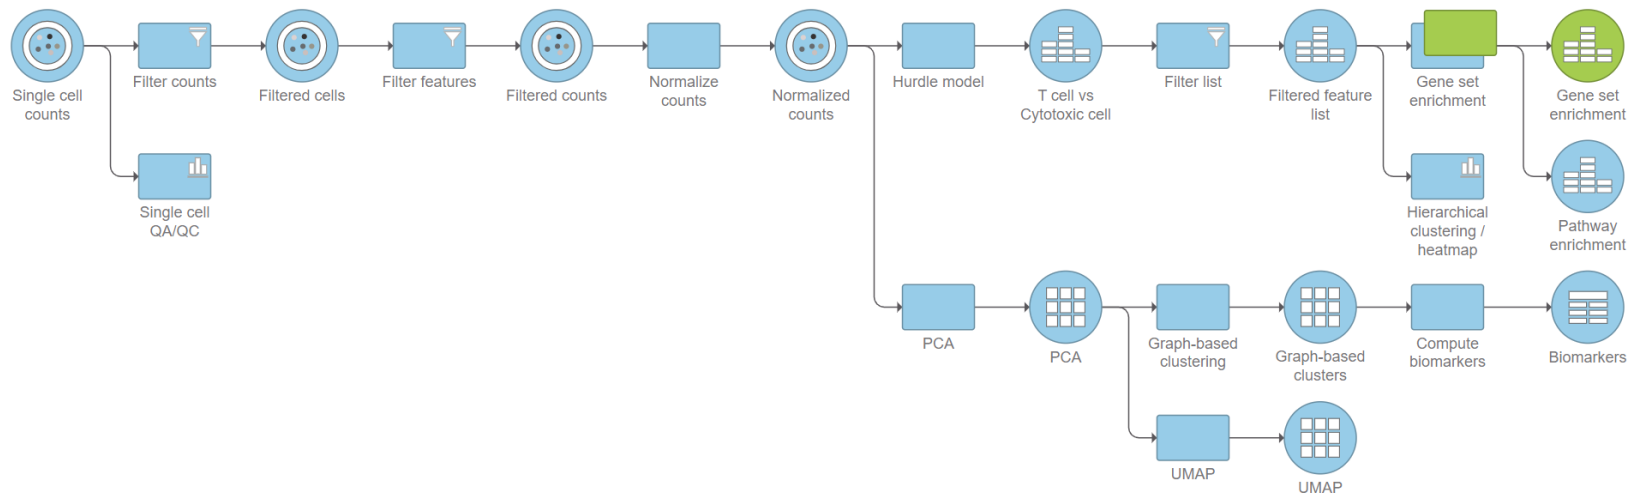 Single cell
counts
Filter counts
Filtered cells
Filter features
Filtered counts
Normalize
counts
Normalized
counts
Hurdle model
T cell vs
Cytotoxic cell
Filter list
Filtered feature
list
Gene set
enrichment
Gene set
enrichment
Single cell
QA/QC
Hierarchical
clustering /
heatmap
Pathway
enrichment
PCA
PCA
Graph-based
clustering
Graph-based
clusters
Compute
biomarkers
Biomarkers
UMAP
UMAP